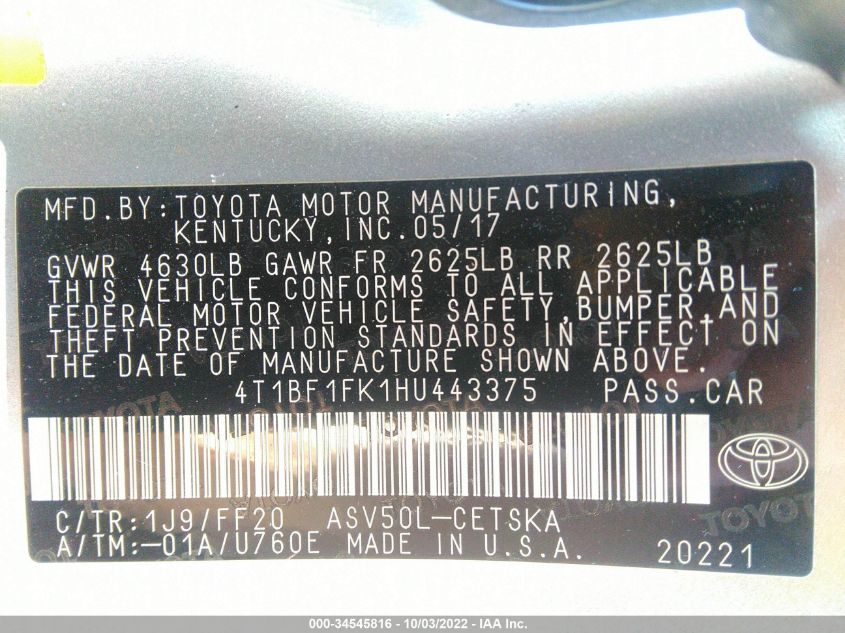 MFD. BY: TOYOTA MOTOR MANUFACTURING,
KENTUCKY, INC. 05/17
GVWR 4630LB GAWR FR 2625LB RR 2625LB
THIS VEHICLE CONFORMS TO ALL APPLICABLE
FEDERAL MOTOR VEHICLE SAFETY, BUMPER, AND
THEFT PREVENTION STANDARDS IN EFFECT ON
THE DATE OF MANUFACTURE SHOWN ABOVE.
4T1BF1FK1HU443375 PASS.CAR
C/TR: 1J9/FF20 ASV50L-CETSKA
A/TM: -01A/U760E MADE IN U.S.A. 20221
TOYOTA
000-34545816 - 10/03/2022 - IAA Inc.